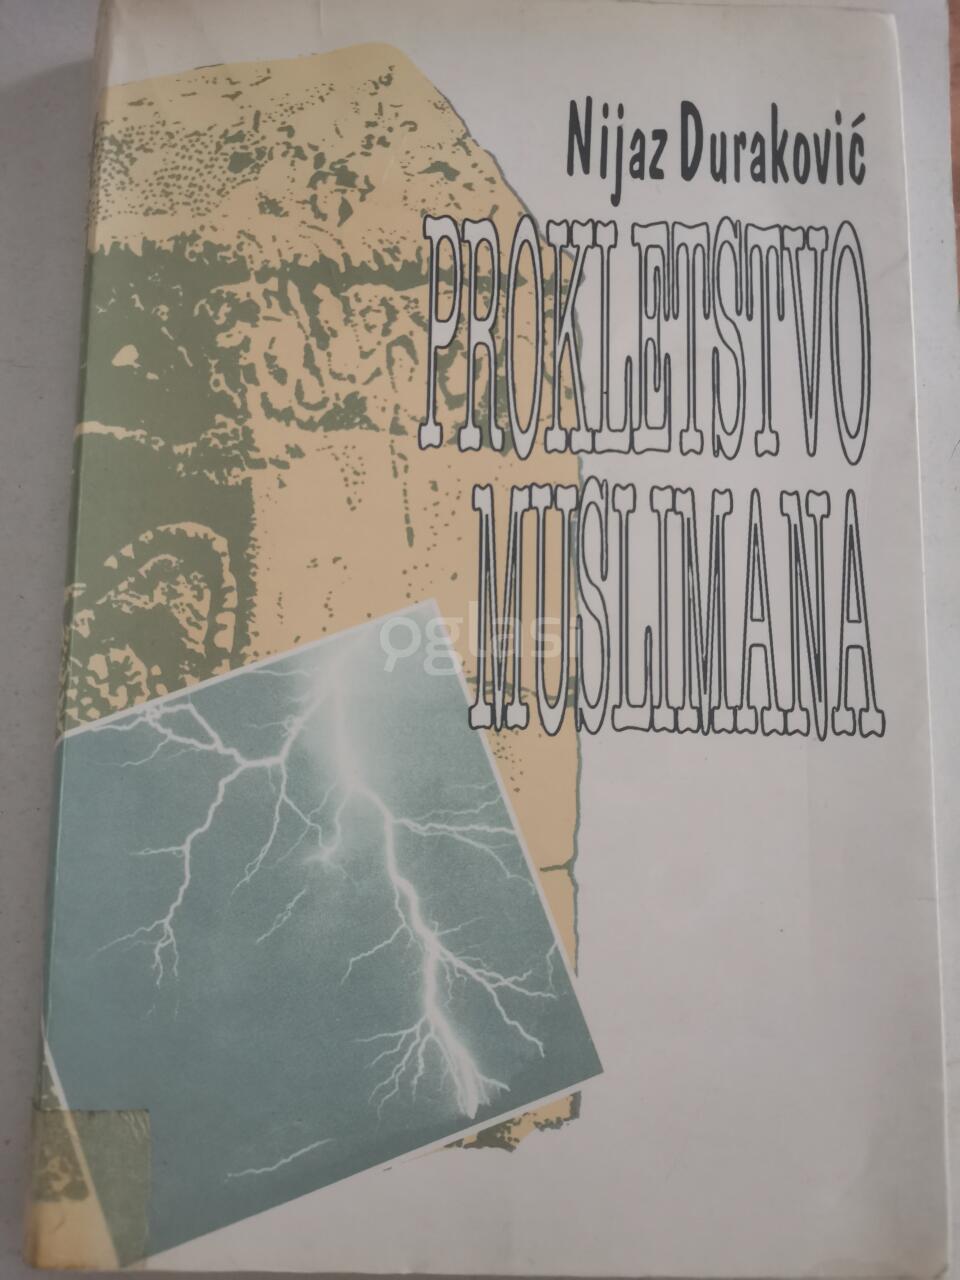 Nijaz Duraković
PROKLETSTVO
MUSLIMANA
oglasi